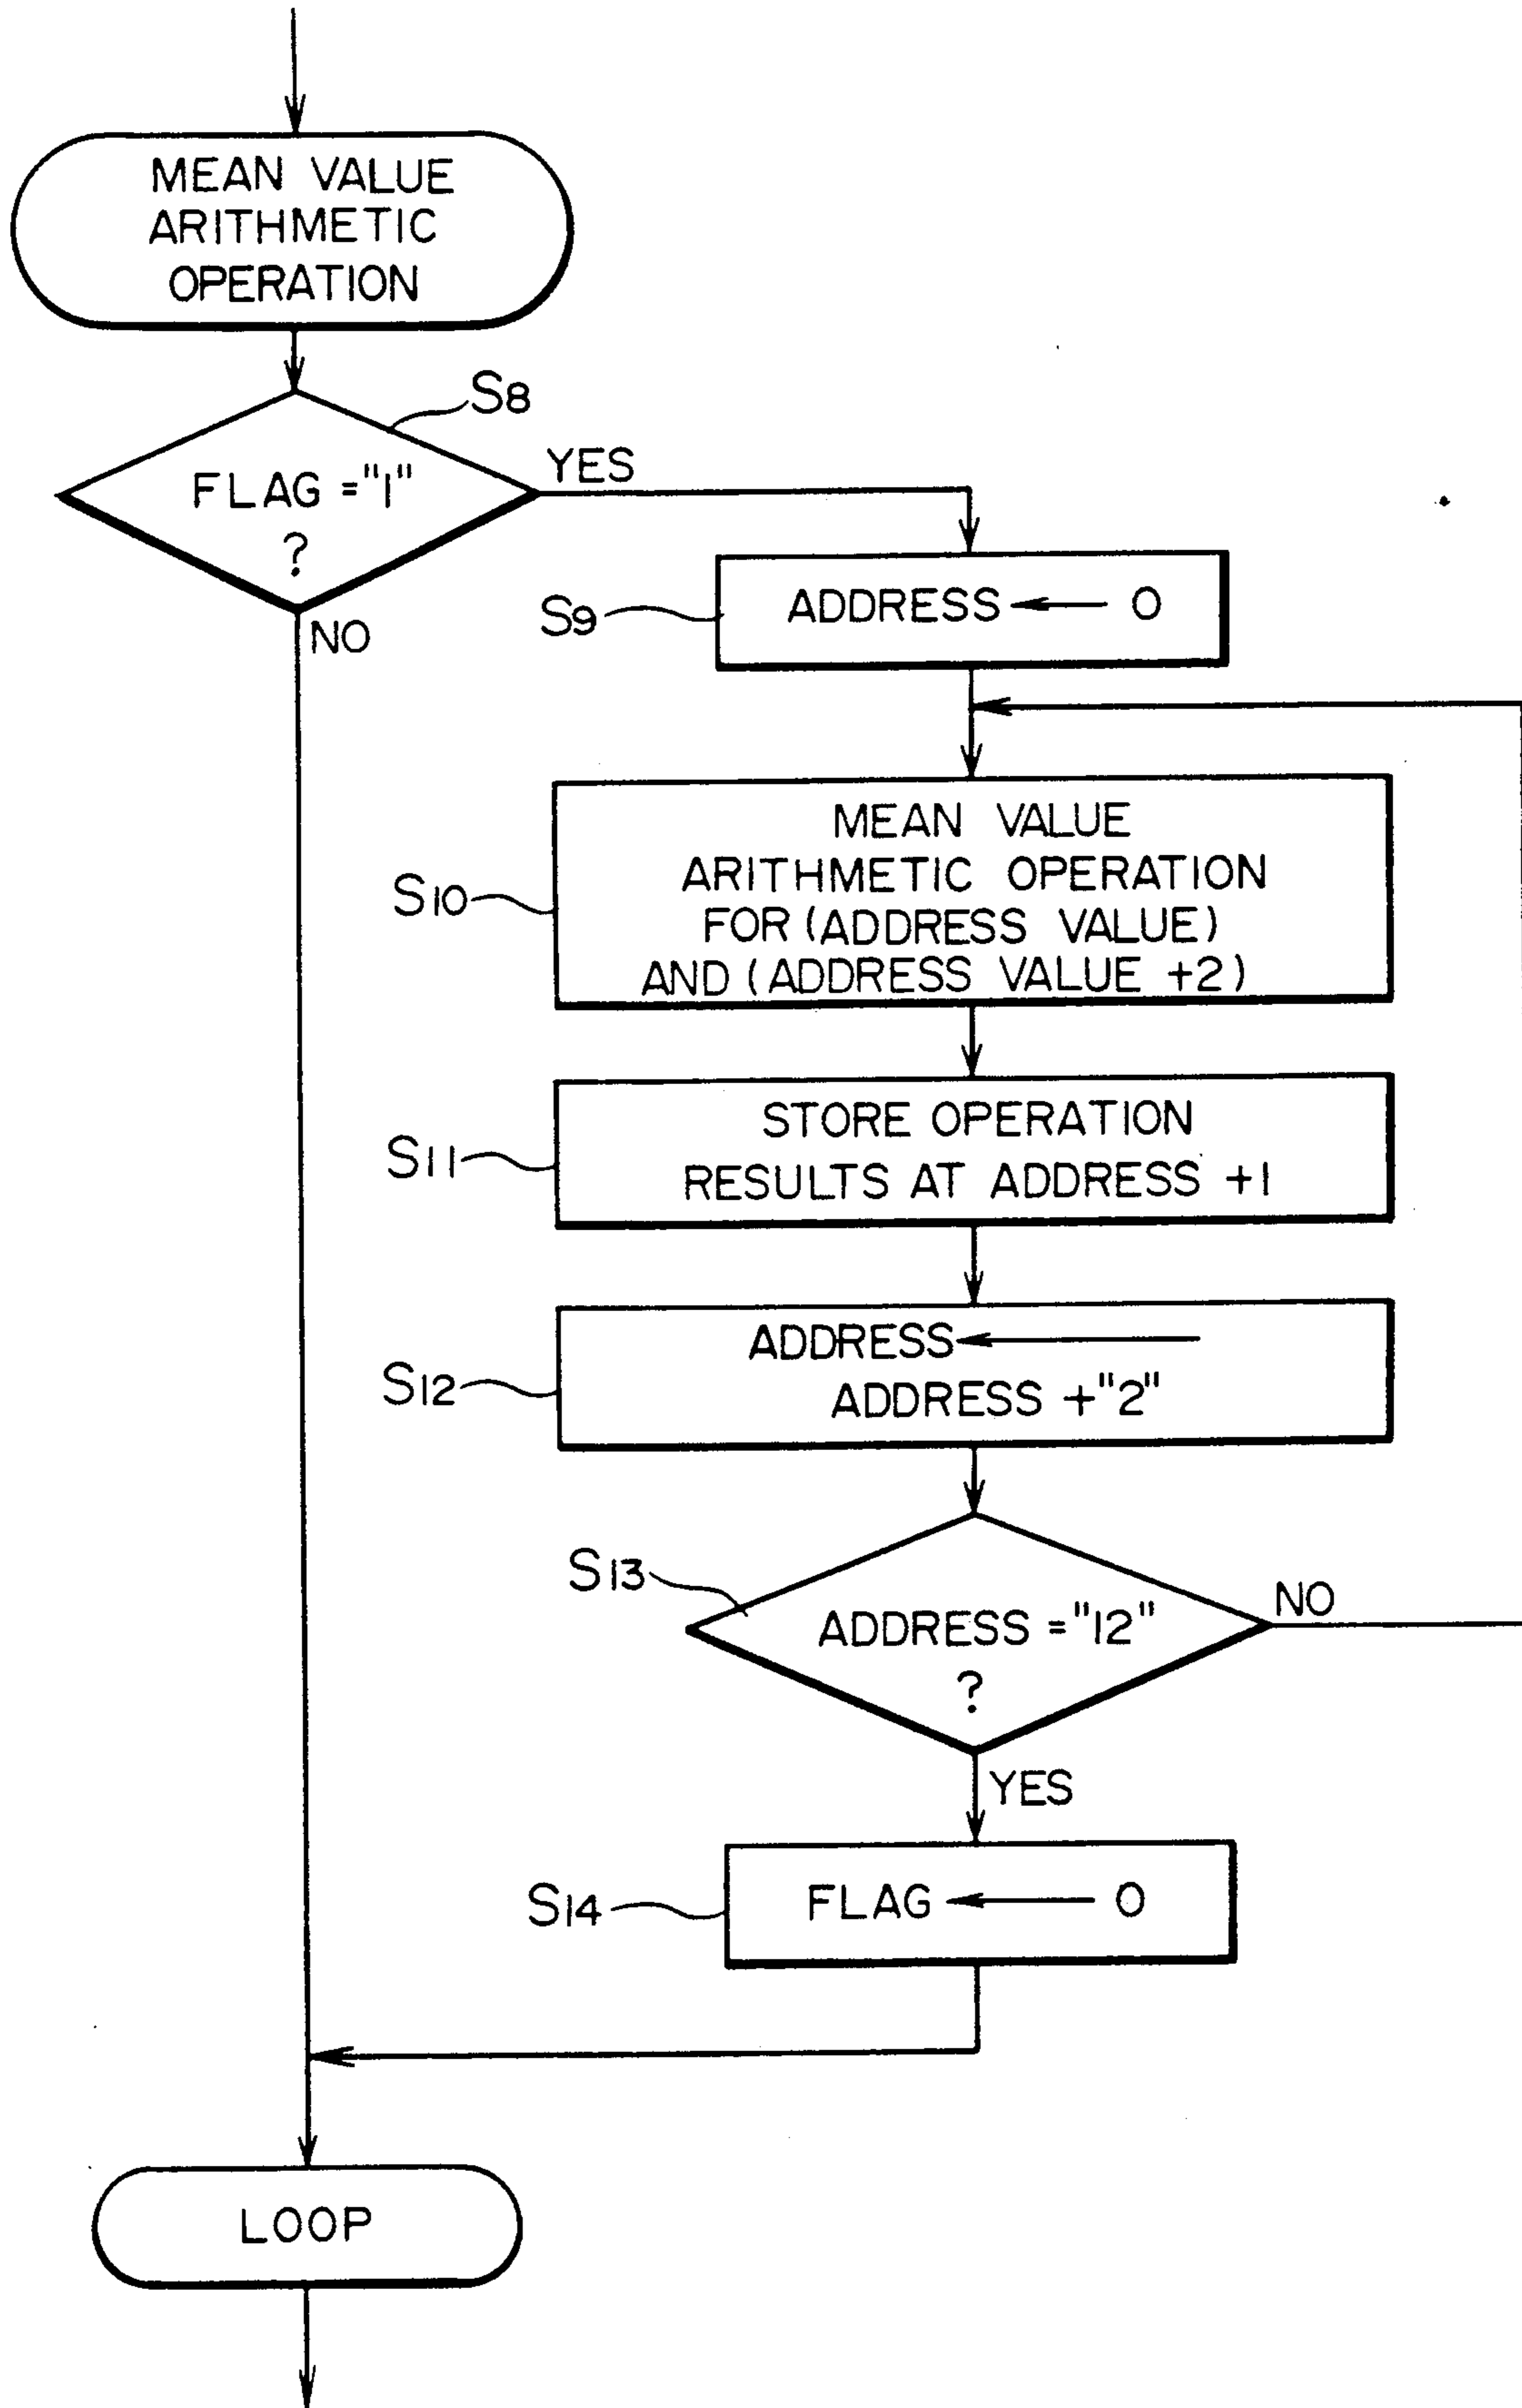 MEAN VALUE
ARITHMETIC
OPERATION
S8
FLAG ="1"
?
YES
NO
S9
ADDRESS ← 0
S10
MEAN VALUE
ARITHMETIC OPERATION
FOR (ADDRESS VALUE)
AND (ADDRESS VALUE +2)
S11
STORE OPERATION
RESULTS AT ADDRESS +1
S12
ADDRESS ←
ADDRESS +"2"
S13
ADDRESS ="12"
?
NO
YES
S14
FLAG ← 0
LOOP